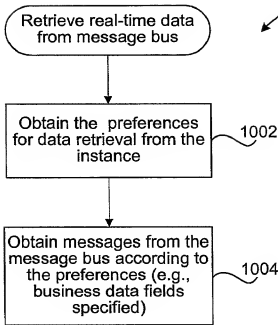 Retrieve real-time data
from message bus
Obtain the preferences
for data retrieval from the
instance
1002
Obtain messages from the
message bus according to
the preferences (e.g.,
business data fields
specified)
1004